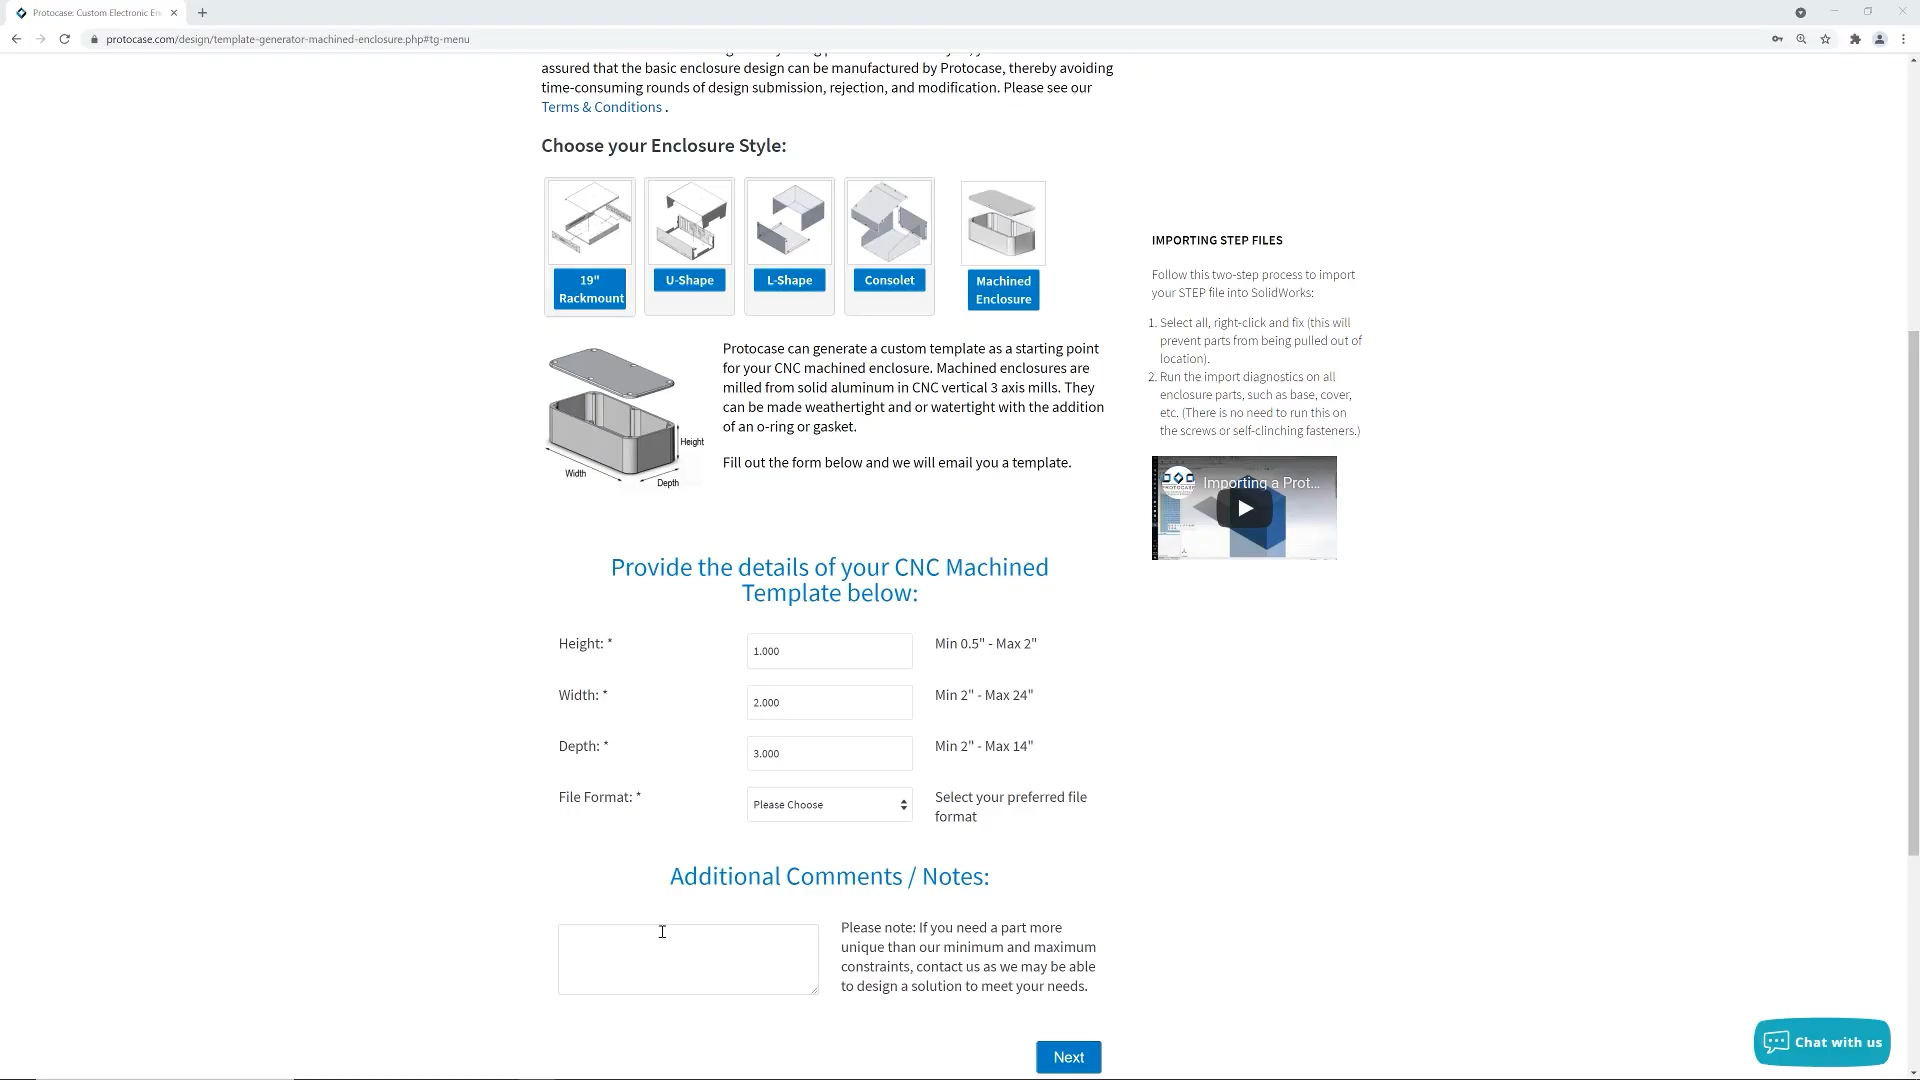 Protocase: Custom Electronic En
protocase.com/design/template-generator-machined-enclosure.php#tg-menu
assured that the basic enclosure design can be manufactured by Protocase, thereby avoiding
time-consuming rounds of design submission, rejection, and modification. Please see our
Terms & Conditions .
Choose your Enclosure Style:
19"
Rackmount
U-Shape
L-Shape
Consolet
Machined
Enclosure
Height
Width
Depth
Protocase can generate a custom template as a starting point
for your CNC machined enclosure. Machined enclosures are
milled from solid aluminum in CNC vertical 3 axis mills. They
can be made weathertight and or watertight with the addition
of an o-ring or gasket.
Fill out the form below and we will email you a template.
IMPORTING STEP FILES
Follow this two-step process to import
your STEP file into SolidWorks:
1. Select all, right-click and fix (this will
prevent parts from being pulled out of
location).
2. Run the import diagnostics on all
enclosure parts, such as base, cover,
etc. (There is no need to run this on
the screws or self-clinching fasteners.)
Importing a Prot...
Provide the details of your CNC Machined
Template below:
Height: * 1.000 Min 0.5" - Max 2"
Width: * 2.000 Min 2" - Max 24"
Depth: * 3.000 Min 2" - Max 14"
File Format: * Please Choose Select your preferred file
format
Additional Comments / Notes:
Please note: If you need a part more
unique than our minimum and maximum
constraints, contact us as we may be able
to design a solution to meet your needs.
Next
Chat with us